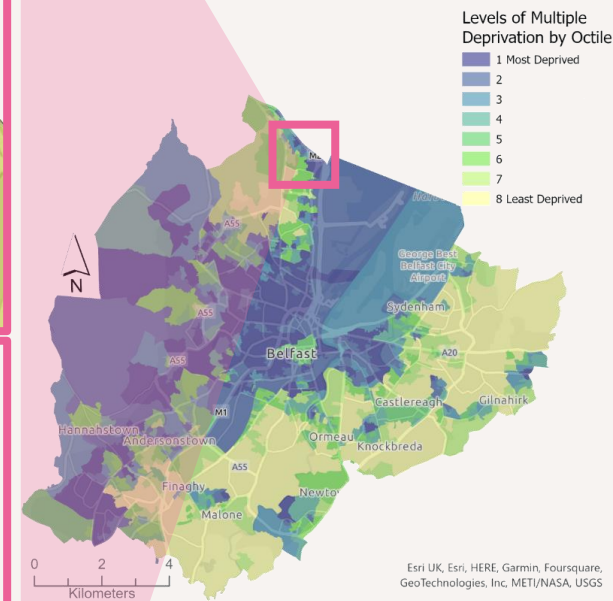 Levels of Multiple
Deprivation by Octile
1 Most Deprived
2
3
4
5
6
7
8 Least Deprived
M2
A55
George Best
Belfast City
Airport
N
A55
Sydenham
A55
Belfast
A20
M1
Castlereagh
Gilnahirk
Hannahstown
Andersonstown
Ormeau
Knockbreda
A55
Finaghy
Newto
Malone
0 2 4
Kilometers
Esri UK, Esri, HERE, Garmin, Foursquare,
GeoTechnologies, Inc, METI/NASA, USGS